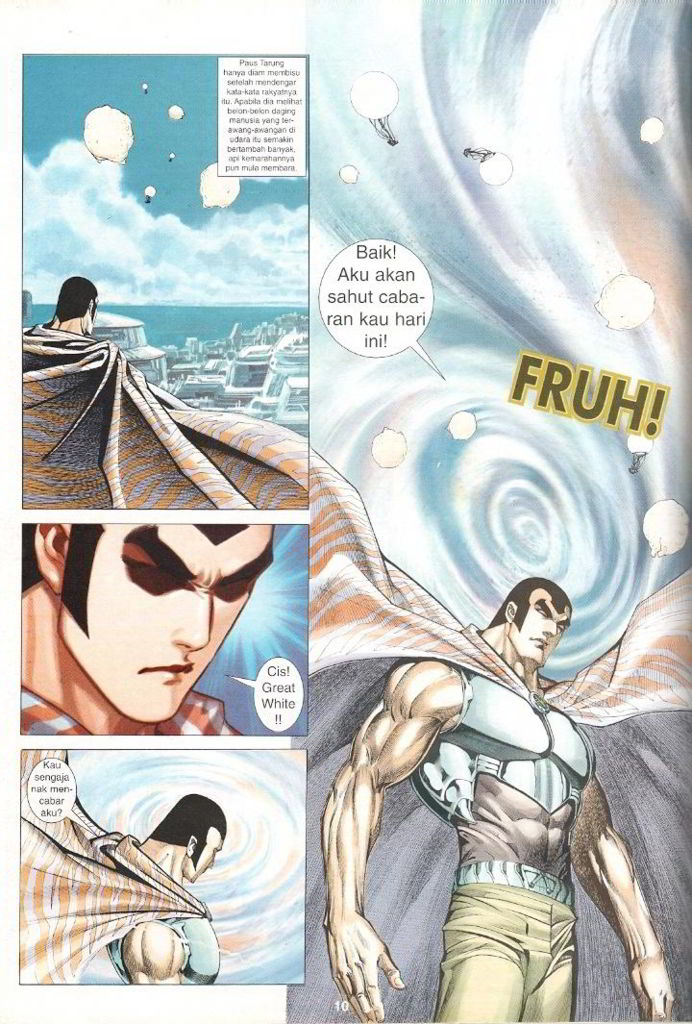 Paus Tarung
hanya diam membisu
setelah mendengar
kata-kata rakyatnya
itu. Apabila melihat
belon-belon daging
manusia yang ter-
awang-awangan di
udara itu semakin
bertambah banyak,
api kemarahannya
pun mula membara.
Baik!
Aku akan
sahut caba-
ran kau hari
ini!
FRUH!
Cis!
Great
White
!!
Kau
sengaja
nak men-
cabar
aku?
10